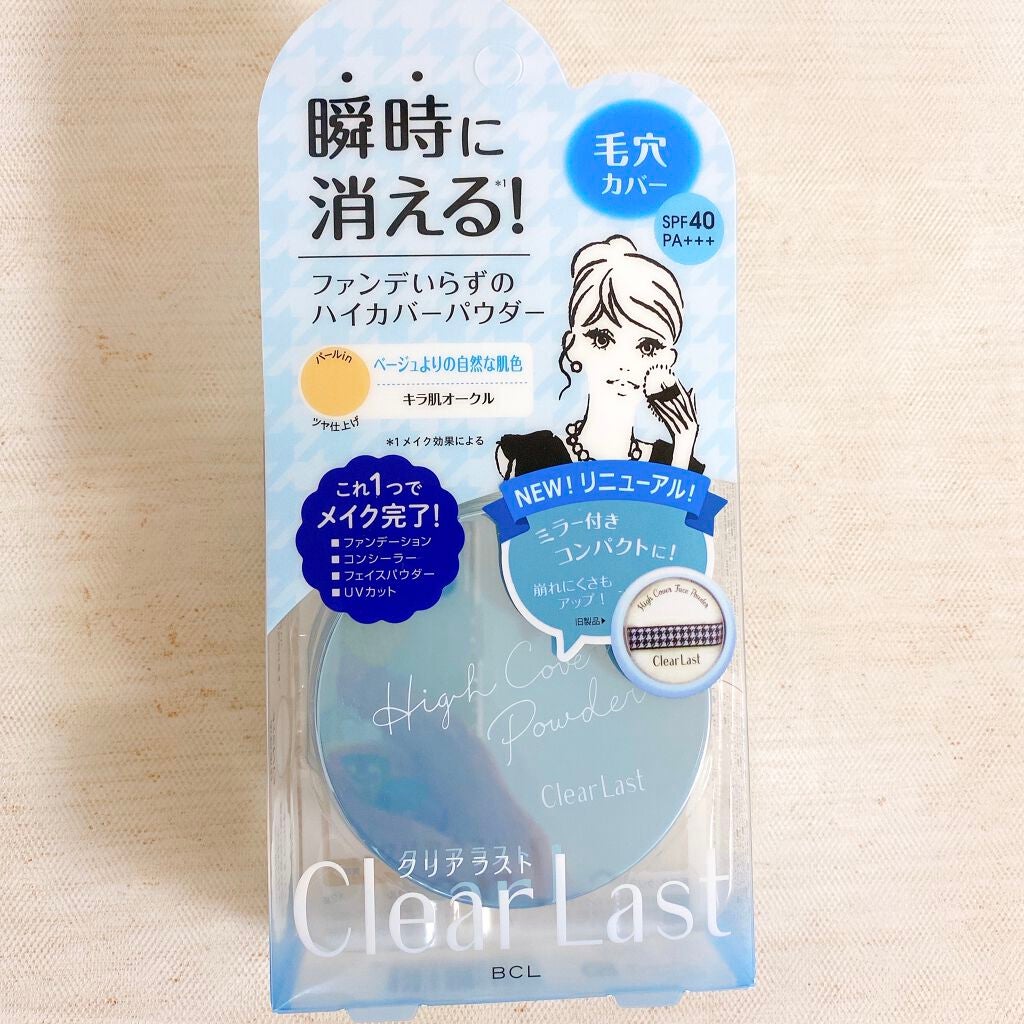 瞬時に
消える!*1
ファンデいらずの
ハイカバーパウダー
毛穴
カバー
SPF40
PA+++
パールin
ツヤ仕上げ
ベージュよりの自然な肌色
キラ肌オークル
*1メイク効果による
これ1つで
メイク完了!
■ ファンデーション
■ コンシーラー
■ フェイスパウダー
■ UVカット
NEW! リニューアル!
ミラー付き
コンパクトに!
崩れにくさも
アップ!
旧製品▶
High Cover Face Powder
Clear Last
High Cove
Powder
Clear Last
クリアラスト
Clear Last
BCL